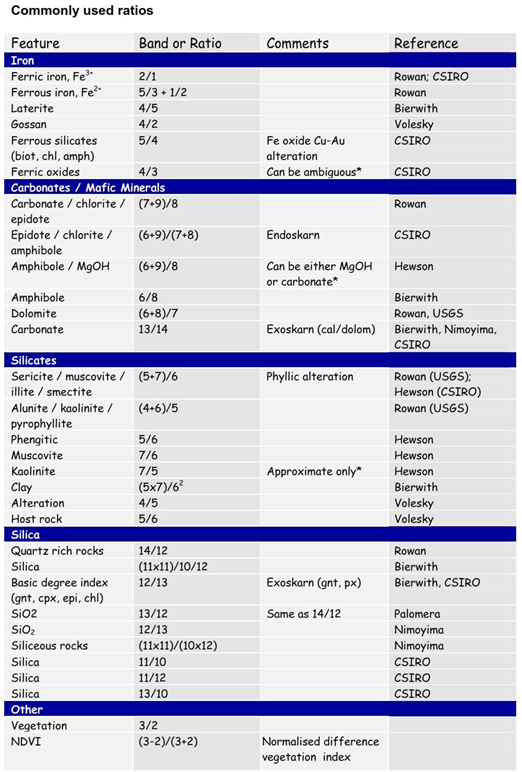 Commonly used ratios
Feature Band or Ratio Comments Reference
Iron
Ferric iron, Fe³⁺ 2/1 Rowan; CSIRO
Ferrous iron, Fe²⁺ 5/3 + 1/2 Rowan
Laterite 4/5 Bierwith
Gossan 4/2 Volesky
Ferrous silicates 5/4 Fe oxide Cu-Au CSIRO
(biot, chl, amph) alteration
Ferric oxides 4/3 Can be ambiguous* CSIRO
Carbonates / Mafic Minerals
Carbonate / chlorite / (7+9)/8 Rowan
epidote
Epidote / chlorite / (6+9)/(7+8) Endoskarn CSIRO
amphibole
Amphibole / MgOH (6+9)/8 Can be either MgOH Hewson
or carbonate*
Amphibole 6/8 Bierwith
Dolomite (6+8)/7 Rowan, USGS
Carbonate 13/14 Exoskarn (cal/dolom) Bierwith, Nimoyima,
CSIRO
Silicates
Sericite / muscovite / (5+7)/6 Phyllic alteration Rowan (USGS);
illite / smectite Hewson (CSIRO)
Alunite / kaolinite / (4+6)/5 Rowan (USGS)
pyrophyllite
Phengitic 5/6 Hewson
Muscovite 7/6 Hewson
Kaolinite 7/5 Approximate only* Hewson
Clay (5x7)/6² Bierwith
Alteration 4/5 Volesky
Host rock 5/6 Volesky
Silica
Quartz rich rocks 14/12 Rowan
Silica (11x11)/10/12 Bierwith
Basic degree index 12/13 Exoskarn (gnt, px) Bierwith, CSIRO
(gnt, cpx, epi, chl)
SiO2 13/12 Same as 14/12 Palomera
SiO₂ 12/13 Nimoyima
Siliceous rocks (11x11)/(10x12) Nimoyima
Silica 11/10 CSIRO
Silica 11/12 CSIRO
Silica 13/10 CSIRO
Other
Vegetation 3/2
NDVI (3-2)/(3+2) Normalised difference
vegetation index